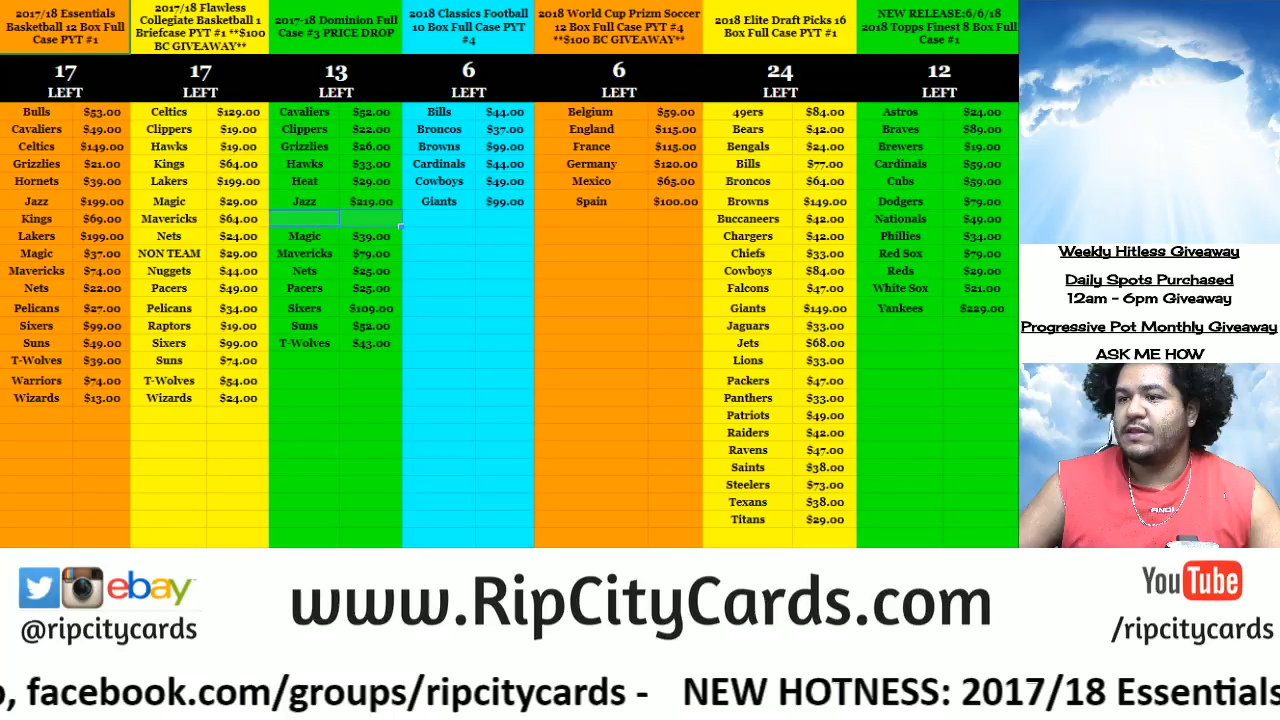 2017/18 Essentials
Basketball 12 Box Full
Case PYT #1
17
LEFT
Bulls $53.00
Cavaliers $49.00
Celtics $149.00
Grizzlies $21.00
Hornets $39.00
Jazz $199.00
Kings $69.00
Lakers $199.00
Magic $37.00
Mavericks $74.00
Nets $22.00
Pelicans $27.00
Sixers $99.00
Suns $49.00
T-Wolves $39.00
Warriors $74.00
Wizards $13.00
2017/18 Flawless
Collegiate Basketball 1
Briefcase PYT #1 **$100
BC GIVEAWAY**
17
LEFT
Celtics $129.00
Clippers $19.00
Hawks $19.00
Kings $64.00
Lakers $199.00
Magic $29.00
Mavericks $64.00
Nets $24.00
NON TEAM $29.00
Nuggets $44.00
Pacers $49.00
Pelicans $34.00
Raptors $19.00
Sixers $99.00
Suns $74.00
T-Wolves $54.00
Wizards $24.00
2017-18 Dominion Full
Case #3 PRICE DROP
13
LEFT
Cavaliers $52.00
Clippers $22.00
Grizzlies $26.00
Hawks $33.00
Heat $29.00
Jazz $219.00
Magic $39.00
Mavericks $79.00
Nets $25.00
Pacers $25.00
Sixers $109.00
Suns $52.00
T-Wolves $43.00
2018 Classics Football
10 Box Full Case PYT
#4
6
LEFT
Bills $44.00
Broncos $37.00
Browns $99.00
Cardinals $44.00
Cowboys $49.00
Giants $99.00
2018 World Cup Prizm Soccer
12 Box Full Case PYT #4
**$100 BC GIVEAWAY**
6
LEFT
Belgium $59.00
England $115.00
France $115.00
Germany $120.00
Mexico $65.00
Spain $100.00
2018 Elite Draft Picks 16
Box Full Case PYT #1
24
LEFT
49ers $84.00
Bears $42.00
Bengals $24.00
Bills $77.00
Broncos $64.00
Browns $149.00
Buccaneers $42.00
Chargers $42.00
Chiefs $33.00
Cowboys $84.00
Falcons $47.00
Giants $149.00
Jaguars $33.00
Jets $68.00
Lions $33.00
Packers $47.00
Panthers $33.00
Patriots $49.00
Raiders $42.00
Ravens $47.00
Saints $38.00
Steelers $73.00
Texans $38.00
Titans $29.00
NEW RELEASE:6/6/18
2018 Topps Finest 8 Box Full
Case #1
12
LEFT
Astros $24.00
Braves $89.00
Brewers $19.00
Cardinals $59.00
Cubs $59.00
Dodgers $79.00
Nationals $49.00
Phillies $34.00
Red Sox $79.00
Reds $29.00
White Sox $21.00
Yankees $229.00
Weekly Hitless Giveaway
Daily Spots Purchased
12am - 6pm Giveaway
Progressive Pot Monthly Giveaway
ASK ME HOW
ebay
@ripcitycards
www.RipCityCards.com
YouTube
/ripcitycards
, facebook.com/groups/ripcitycards - NEW HOTNESS: 2017/18 Essentials